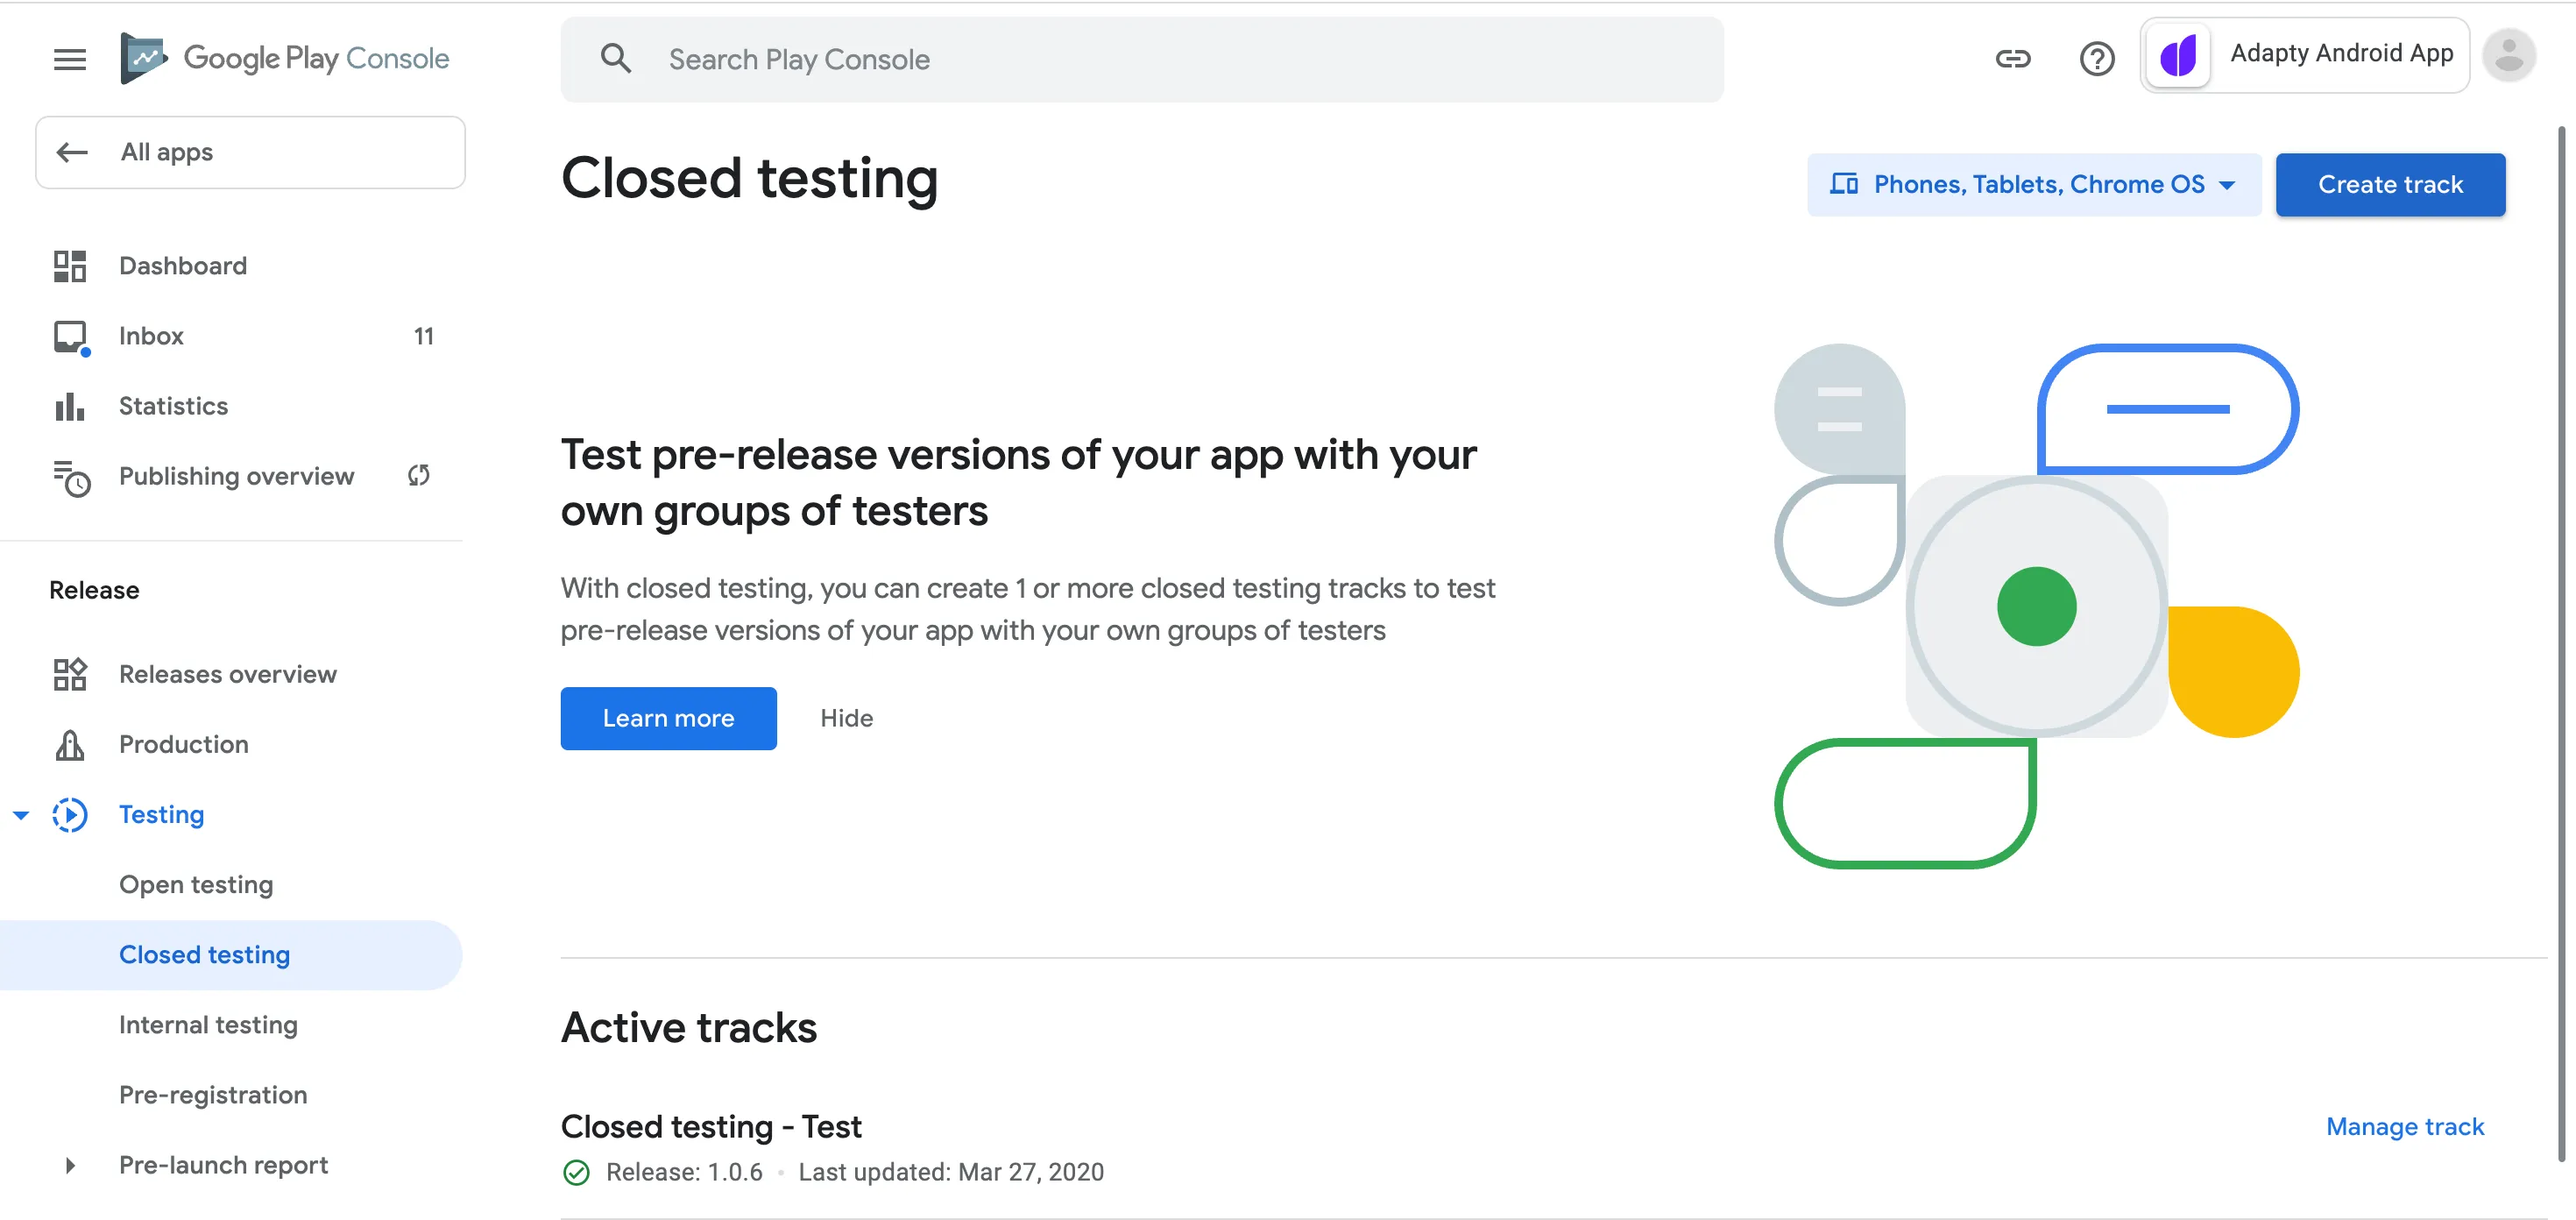 Google Play Console
Search Play Console
Adapty Android App
All apps
Dashboard
Inbox 11
Statistics
Publishing overview
Release
Releases overview
Production
Testing
Open testing
Closed testing
Internal testing
Pre-registration
Pre-launch report
Closed testing
Phones, Tablets, Chrome OS
Create track
Test pre-release versions of your app with your
own groups of testers
With closed testing, you can create 1 or more closed testing tracks to test
pre-release versions of your app with your own groups of testers
Learn more
Hide
Active tracks
Closed testing - Test
Manage track
Release: 1.0.6 • Last updated: Mar 27, 2020